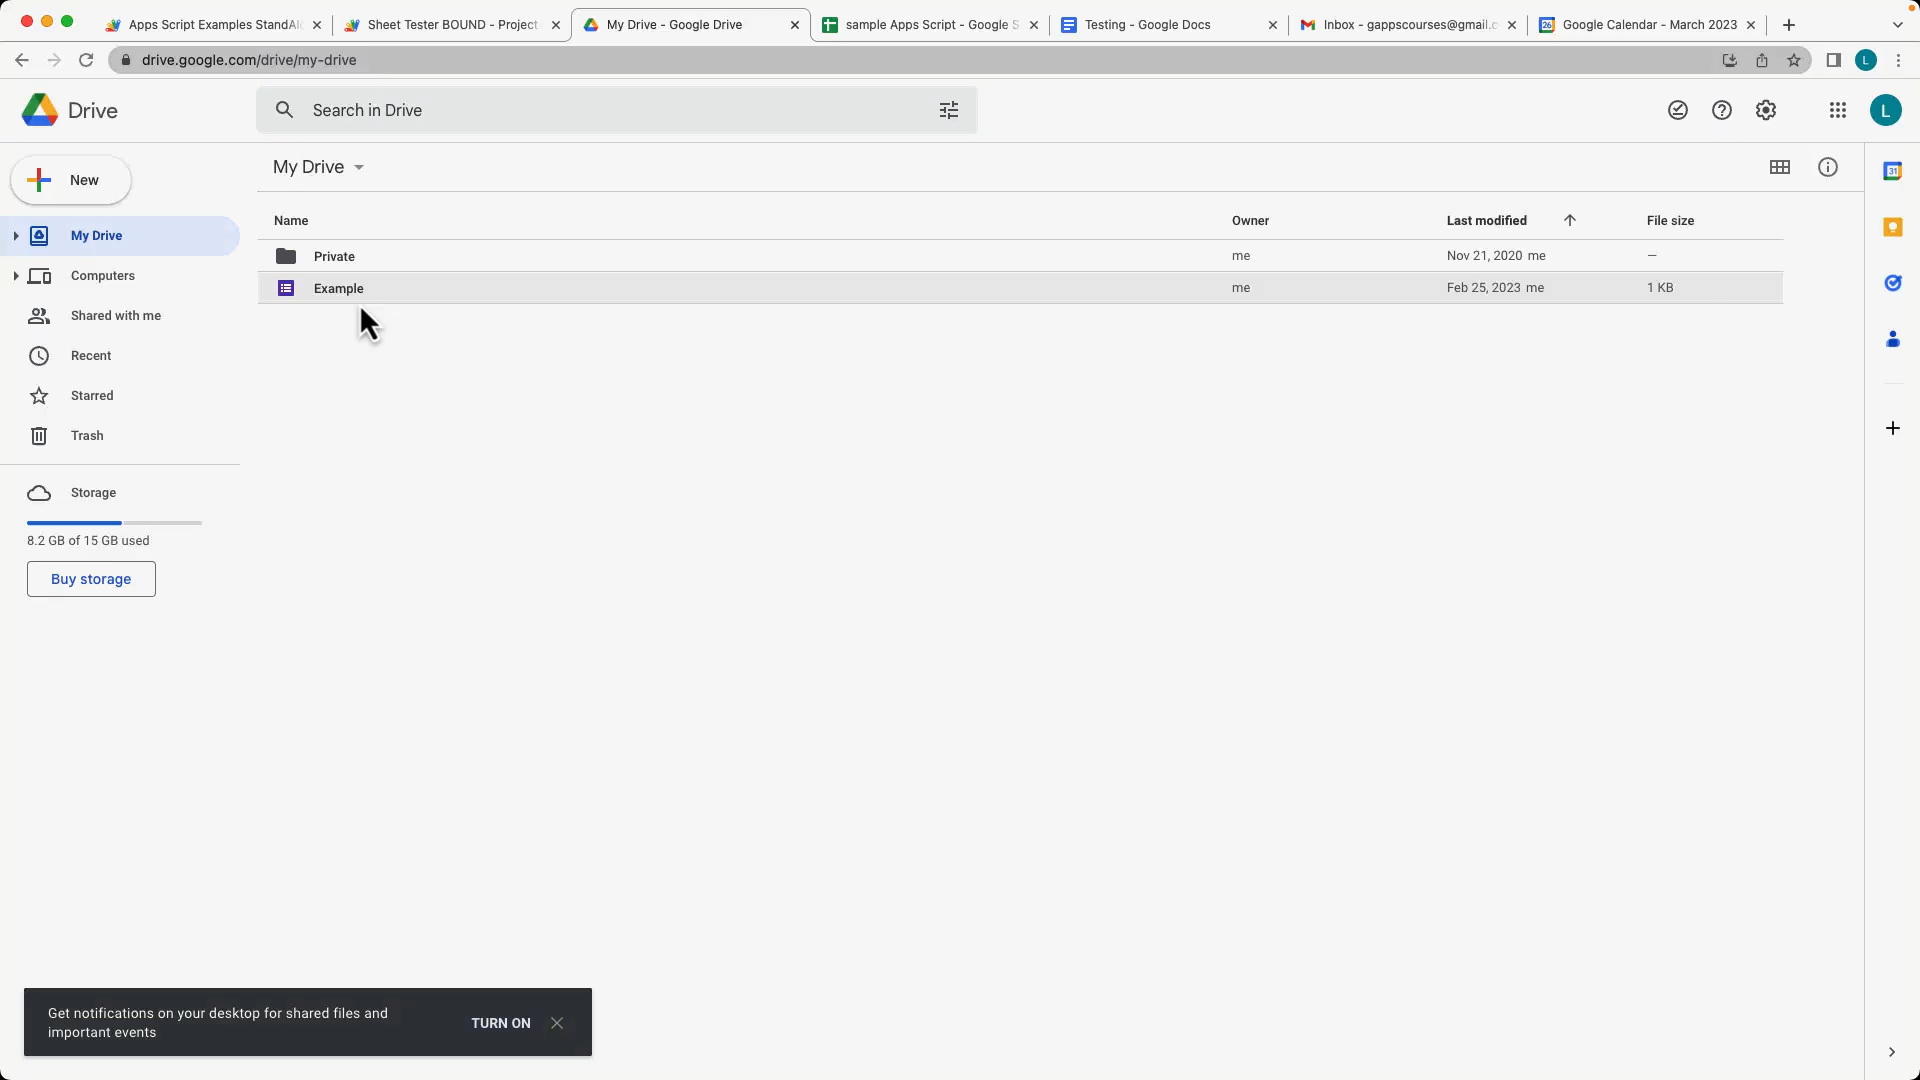 Apps Script Examples StandAl
Sheet Tester BOUND - Project
My Drive - Google Drive
sample Apps Script - Google S
Testing - Google Docs
Inbox - gappscourses@gmail.c
Google Calendar - March 2023
drive.google.com/drive/my-drive
L
Drive
Search in Drive
L
New
My Drive
31
My Drive
Computers
Shared with me
Recent
Starred
Trash
Storage
8.2 GB of 15 GB used
Buy storage
Name
Owner
Last modified
File size
Private
me
Nov 21, 2020 me
—
Example
me
Feb 25, 2023 me
1 KB
Get notifications on your desktop for shared files and
important events
TURN ON